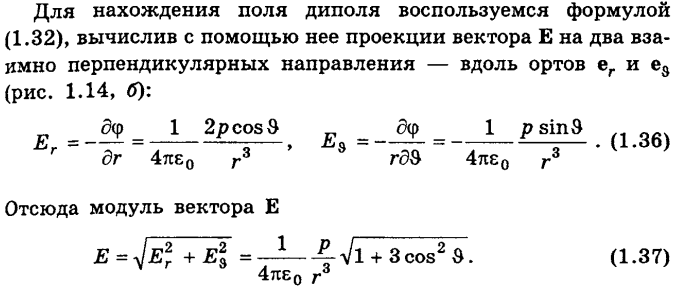 Для нахождения поля диполя воспользуемся формулой
(1.32), вычислив с помощью нее проекции вектора E на два вза-
имно перпендикулярных направления — вдоль ортов e_r и e_ϑ
(рис. 1.14, б):
E_r = −∂φ/∂r = 1/(4πε₀) 2p cos ϑ/r³, E_ϑ = −∂φ/(r∂ϑ) = −1/(4πε₀) p sin ϑ/r³. (1.36)
Отсюда модуль вектора E
E = √(E_r² + E_ϑ²) = 1/(4πε₀) p/r³ √(1 + 3 cos² ϑ). (1.37)